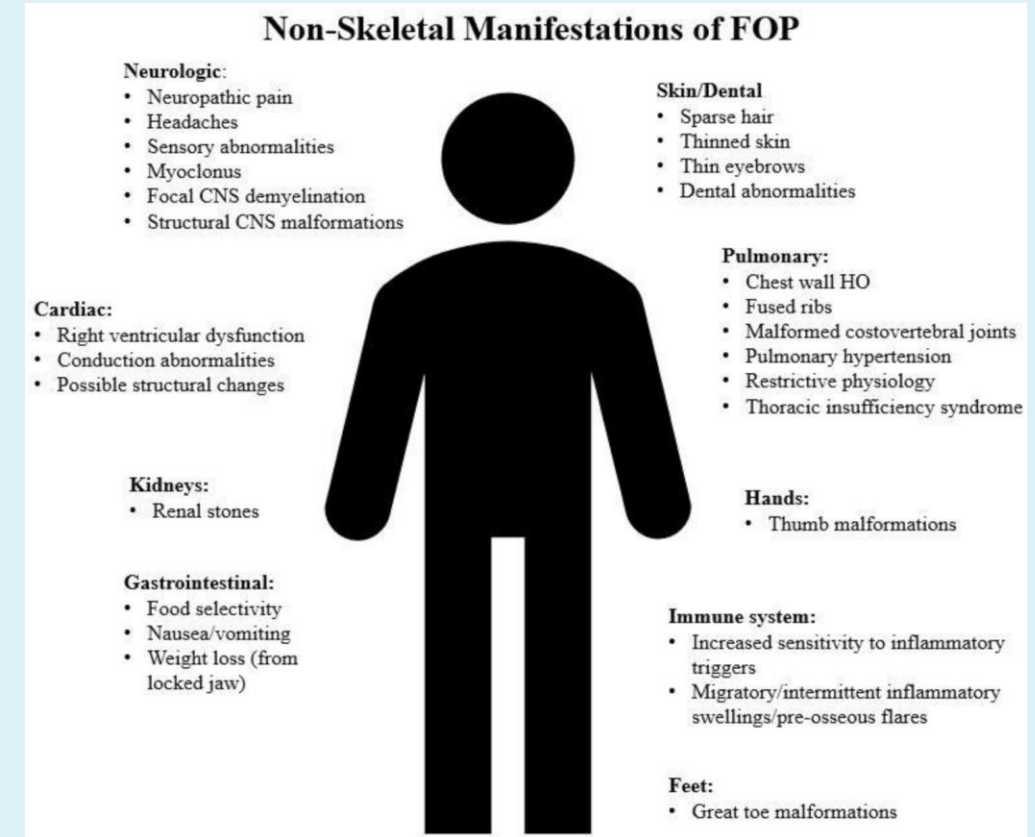 Non-Skeletal Manifestations of FOP
Neurologic:
• Neuropathic pain
• Headaches
• Sensory abnormalities
• Myoclonus
• Focal CNS demyelination
• Structural CNS malformations
Skin/Dental
• Sparse hair
• Thinned skin
• Thin eyebrows
• Dental abnormalities
Cardiac:
• Right ventricular dysfunction
• Conduction abnormalities
• Possible structural changes
Pulmonary:
• Chest wall HO
• Fused ribs
• Malformed costovertebral joints
• Pulmonary hypertension
• Restrictive physiology
• Thoracic insufficiency syndrome
Kidneys:
• Renal stones
Hands:
• Thumb malformations
Gastrointestinal:
• Food selectivity
• Nausea/vomiting
• Weight loss (from
locked jaw)
Immune system:
• Increased sensitivity to inflammatory
triggers
• Migratory/intermittent inflammatory
swellings/pre-osseous flares
Feet:
• Great toe malformations